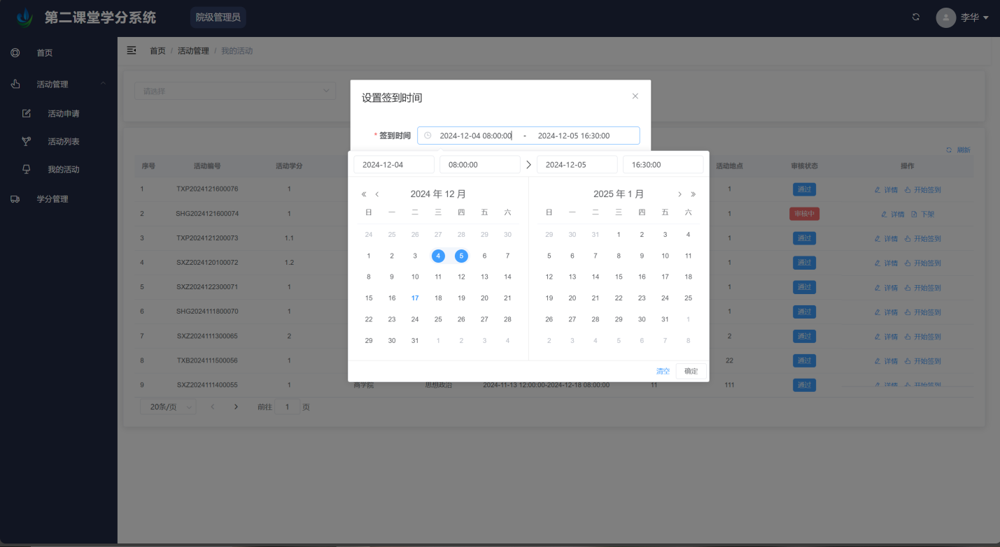 第二课堂学分系统 院级管理员 李华
首页
活动管理
活动申请
活动列表
我的活动
学分管理
首页 / 活动管理 / 我的活动
请选择
设置签到时间
* 签到时间 2024-12-04 08:00:00 - 2024-12-05 16:30:00
2024-12-04 08:00:00 2024-12-05 16:30:00
2024 年 12 月
日 一 二 三 四 五 六
24 25 26 27 28 29 30
1 2 3 4 5 6 7
8 9 10 11 12 13 14
15 16 17 18 19 20 21
22 23 24 25 26 27 28
29 30 31 1 2 3 4
2025 年 1 月
日 一 二 三 四 五 六
29 30 31 1 2 3 4
5 6 7 8 9 10 11
12 13 14 15 16 17 18
19 20 21 22 23 24 25
26 27 28 29 30 31 1
2 3 4 5 6 7 8
清空 确定
刷新
序号 活动编号 活动学分 活动地点 审核状态 操作
1 TXP2024121600076 1 1 通过 详情 开始签到
2 SHG2024121600074 1 1 审核中 详情 下架
3 TXP2024121200073 1.1 1 通过 详情 开始签到
4 SXZ2024120100072 1.2 1 通过 详情 开始签到
5 SXZ2024122300071 1 1 通过 详情 开始签到
6 SHG2024111800070 1 1 通过 详情 开始签到
7 SXZ2024111300065 2 2 通过 详情 开始签到
8 TXB2024111500056 1 22 通过 详情 开始签到
9 SXZ2024111400055 1 商学院 思想政治 2024-11-13 12:00:00-2024-12-18 08:00:00 11 111 通过 详情 开始签到
20条/页 前往 1 页